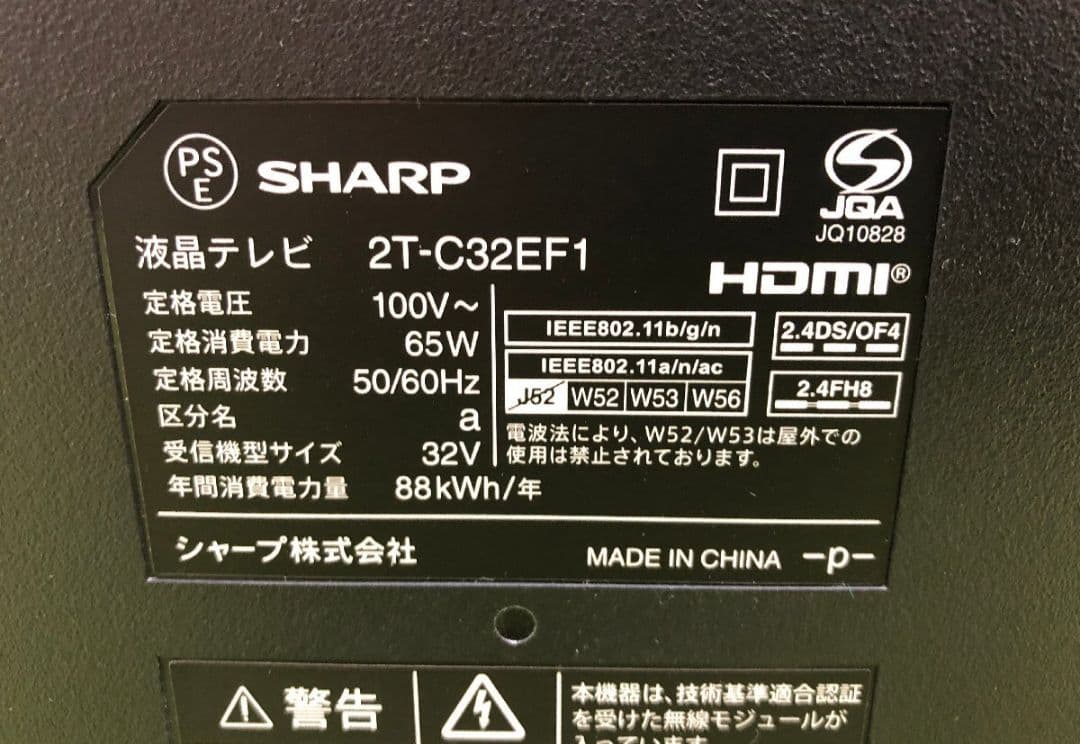 PS
E
SHARP
JQA
JQ10828
液晶テレビ 2T-C32EF1
HDMI®
定格電圧 100V～
定格消費電力 65W
定格周波数 50/60Hz
区分名 a
受信機型サイズ 32V
年間消費電力量 88kWh/年
IEEE802.11b/g/n
IEEE802.11a/n/ac
J52 W52 W53 W56
2.4DS/OF4
2.4FH8
電波法により、W52/W53は屋外での
使用は禁止されております。
シャープ株式会社 MADE IN CHINA -p-
警告
本機器は、技術基準適合認証
を受けた無線モジュールが
入っています。